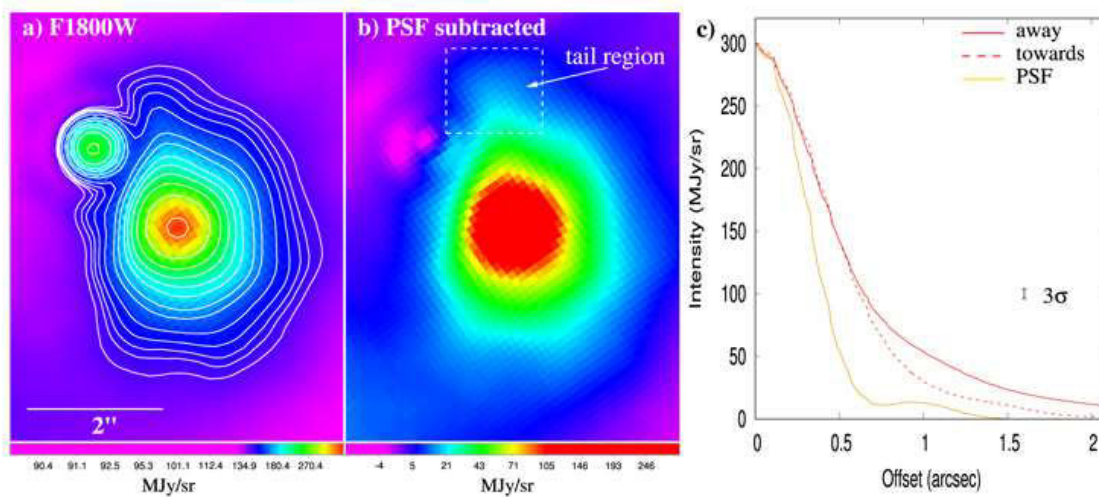 a) F1800W
2"
90.4 91.1 92.5 95.3 101.1 112.4 134.9 180.4 270.4
MJy/sr
b) PSF subtracted
tail region
-4 5 21 43 71 105 146 193 246
MJy/sr
c)
away
towards
PSF
3σ
Intensity (MJy/sr)
300
250
200
150
100
50
0
0 0.5 1 1.5 2
Offset (arcsec)